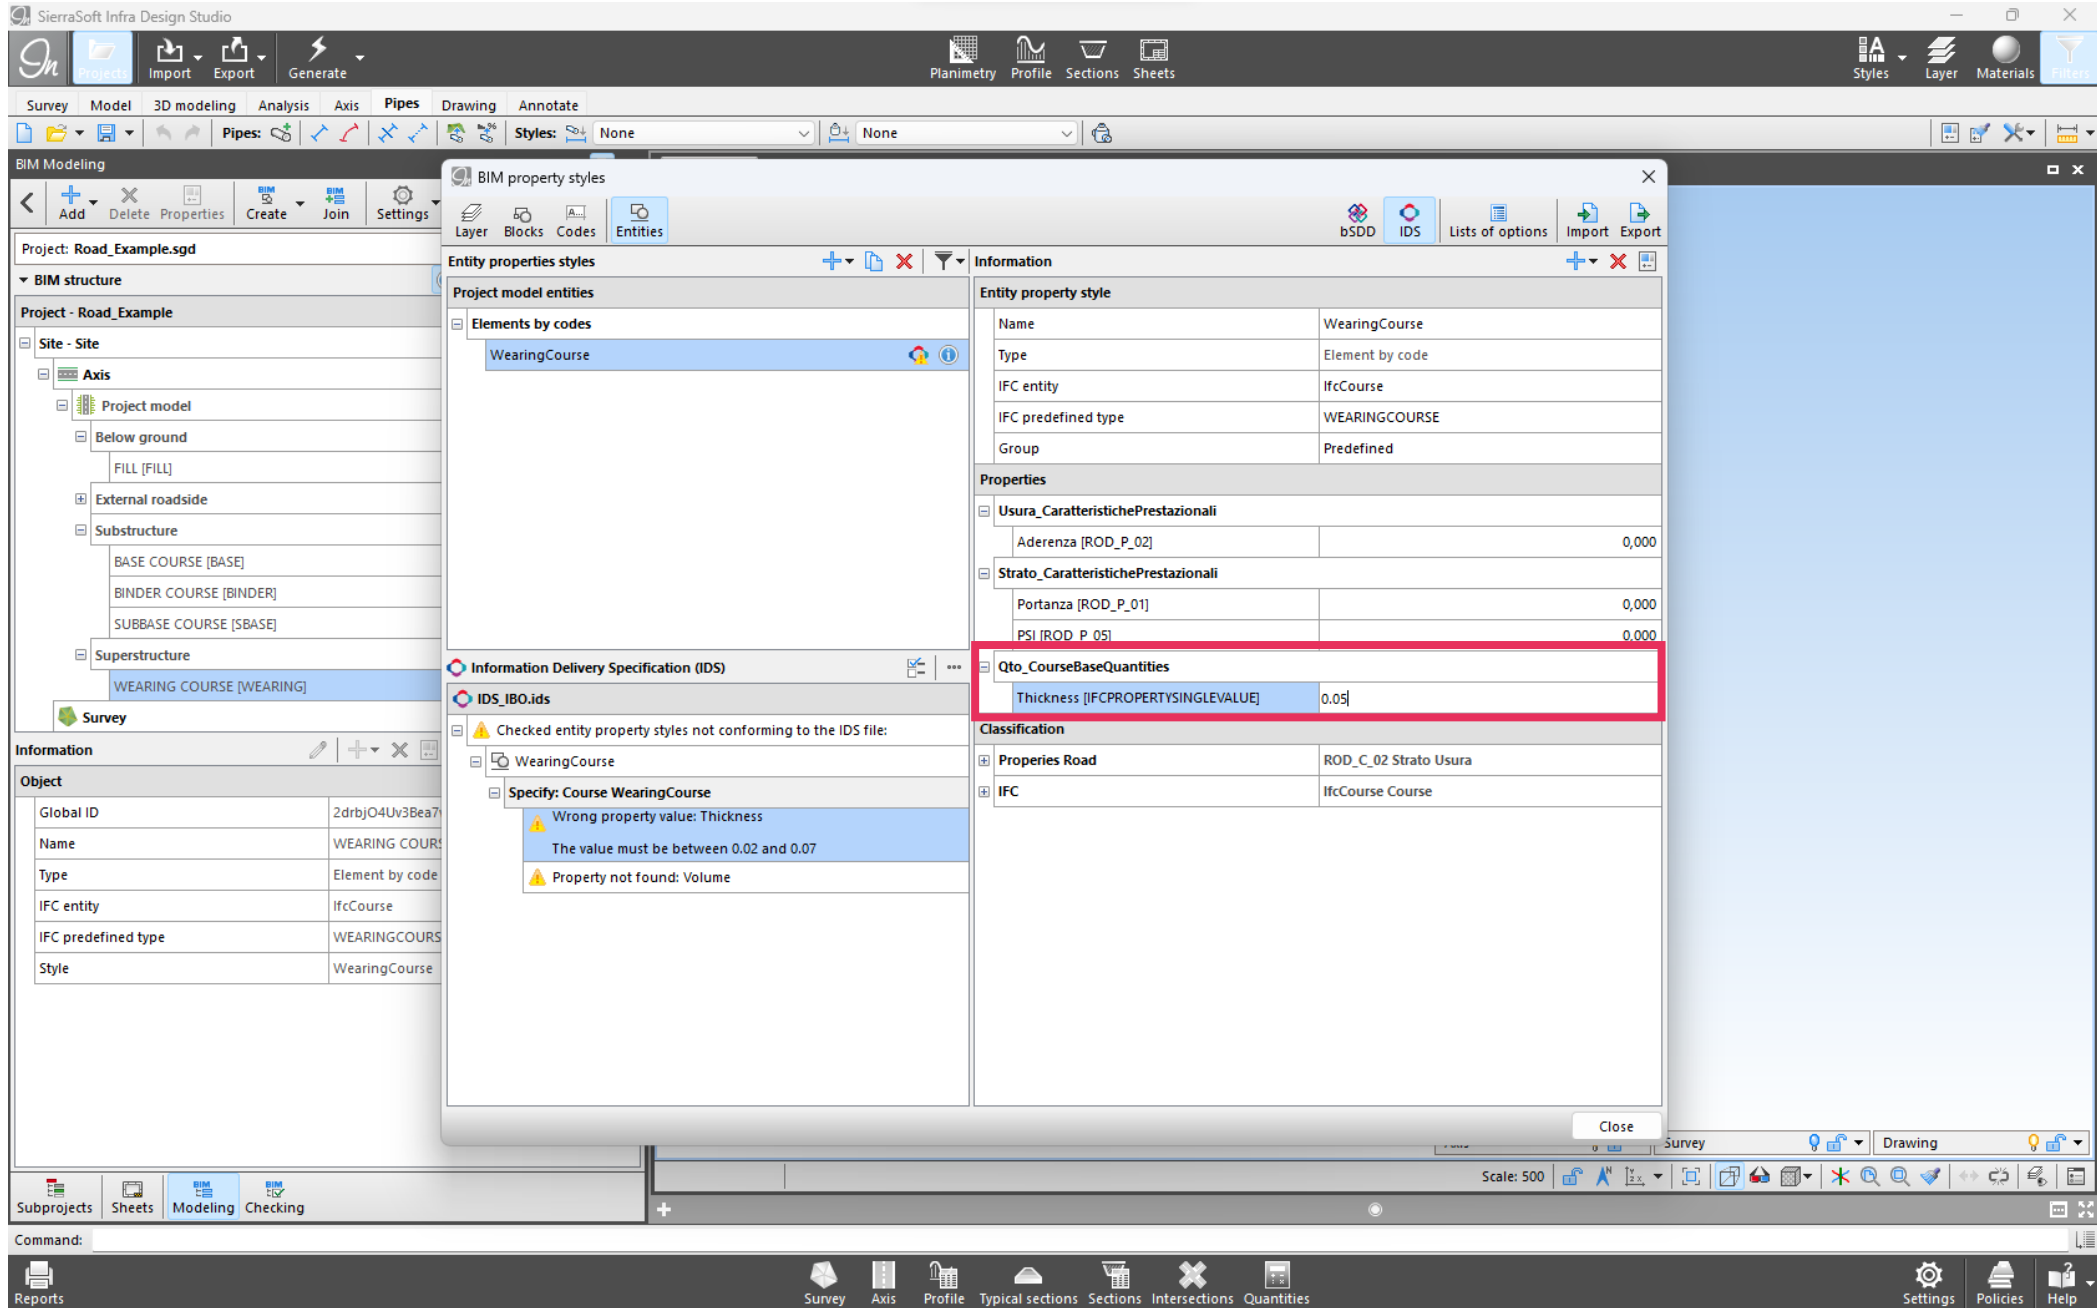 SierraSoft Infra Design Studio
Projects
Import
Export
Generate
Planimetry
Profile
Sections
Sheets
Styles
Layer
Materials
Filters
Survey
Model
3D modeling
Analysis
Axis
Pipes
Drawing
Annotate
Pipes:
Styles:
None
None
BIM Modeling
Add
Delete
Properties
Create
Join
Settings
Project: Road_Example.sgd
BIM structure
Project - Road_Example
Site - Site
Axis
Project model
Below ground
FILL [FILL]
External roadside
Substructure
BASE COURSE [BASE]
BINDER COURSE [BINDER]
SUBBASE COURSE [SBASE]
Superstructure
WEARING COURSE [WEARING]
Survey
Information
Object
Global ID
2drbjO4Uv3Bea7
Name
WEARING COURS
Type
Element by code
IFC entity
IfcCourse
IFC predefined type
WEARINGCOURS
Style
WearingCourse
BIM property styles
Layer
Blocks
Codes
Entities
bSDD
IDS
Lists of options
Import
Export
Entity properties styles
Project model entities
Elements by codes
WearingCourse
Information Delivery Specification (IDS)
IDS_IBO.ids
Checked entity property styles not conforming to the IDS file:
WearingCourse
Specify: Course WearingCourse
Wrong property value: Thickness
The value must be between 0.02 and 0.07
Property not found: Volume
Information
Entity property style
Name
WearingCourse
Type
Element by code
IFC entity
IfcCourse
IFC predefined type
WEARINGCOURSE
Group
Predefined
Properties
Usura_CaratteristichePrestazionali
Aderenza [ROD_P_02]
0,000
Strato_CaratteristichePrestazionali
Portanza [ROD_P_01]
0,000
PSI [ROD_P_05]
0,000
Qto_CourseBaseQuantities
Thickness [IFCPROPERTYSINGLEVALUE]
0.05
Classification
Properies Road
ROD_C_02 Strato Usura
IFC
IfcCourse Course
Close
Survey
Drawing
Scale: 500
Subprojects
Sheets
Modeling
Checking
Command:
Reports
Survey
Axis
Profile
Typical sections
Sections
Intersections
Quantities
Settings
Policies
Help